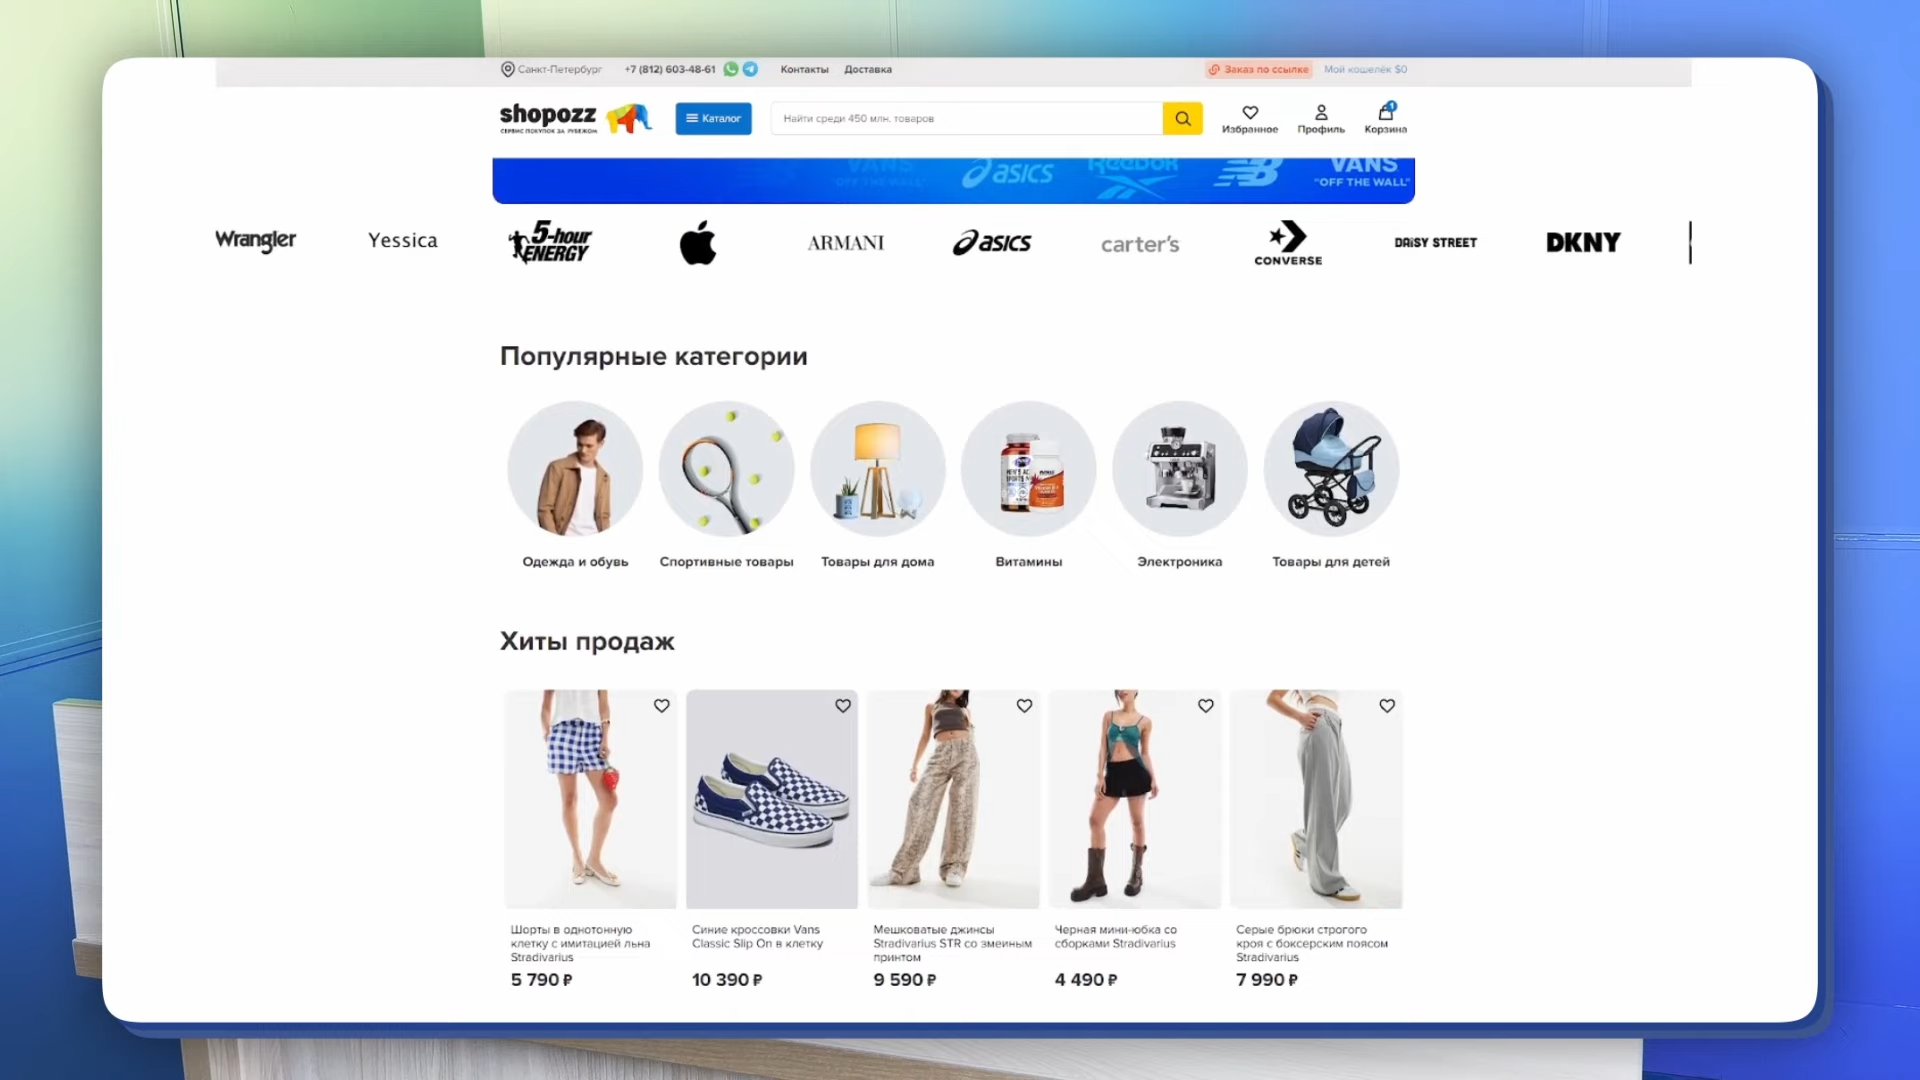 Санкт-Петербург +7 (812) 603-48-61 Контакты Доставка Заказ по ссылке Мой кошелёк $0
shopozz
СЕРВИС ПОКУПОК ЗА РУБЕЖОМ
Каталог
Найти среди 450 млн. товаров
1
Избранное Профиль Корзина
VANS asics Reebok NB VANS
"OFF THE WALL" "OFF THE WALL"
Wrangler Yessica 5-hour ENERGY ARMANI asics carter's CONVERSE DAISY STREET DKNY
Популярные категории
Одежда и обувь Спортивные товары Товары для дома Витамины Электроника Товары для детей
Хиты продаж
Шорты в однотонную
клетку с имитацией льна
Stradivarius
5 790 ₽
Синие кроссовки Vans
Classic Slip On в клетку
10 390 ₽
Мешковатые джинсы
Stradivarius STR со змеиным
принтом
9 590 ₽
Черная мини-юбка со
сборками Stradivarius
4 490 ₽
Серые брюки строгого
кроя с боксерским поясом
Stradivarius
7 990 ₽